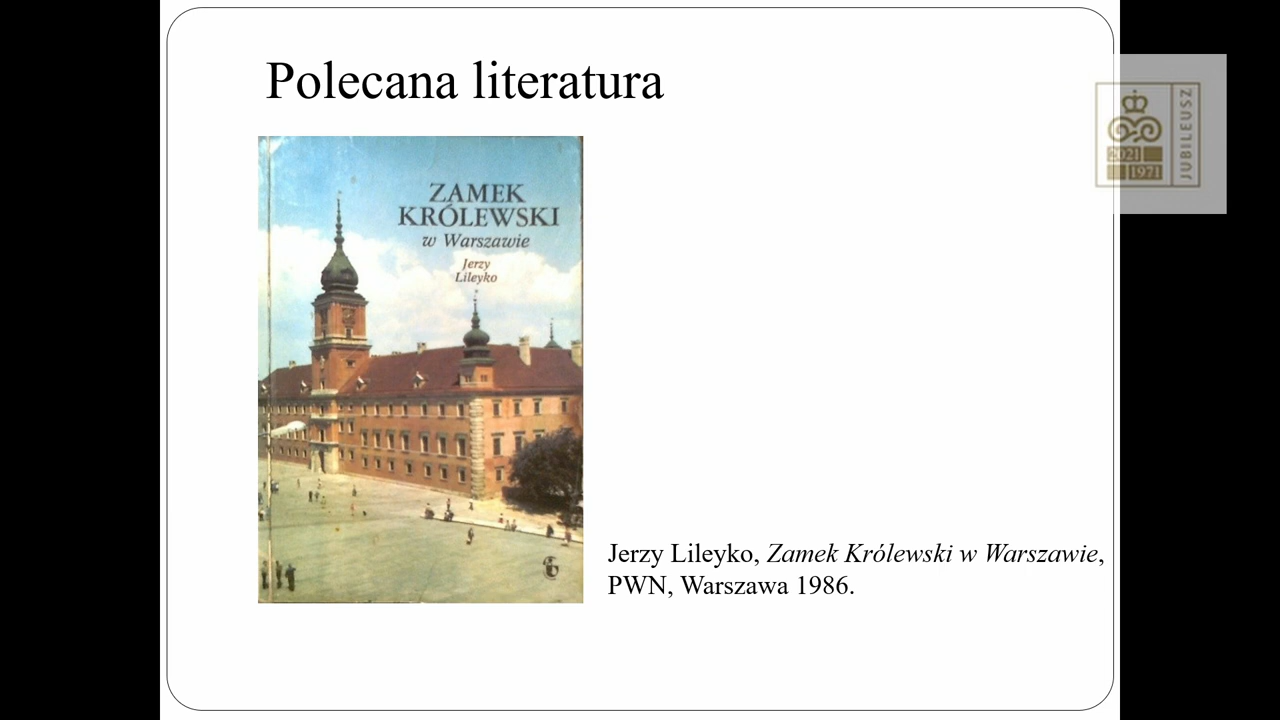 Polecana literatura
ZAMEK
KRÓLEWSKI
w Warszawie
Jerzy
Lileyko
Jerzy Lileyko, Zamek Królewski w Warszawie,
PWN, Warszawa 1986.
2021
1971
JUBILEUSZ